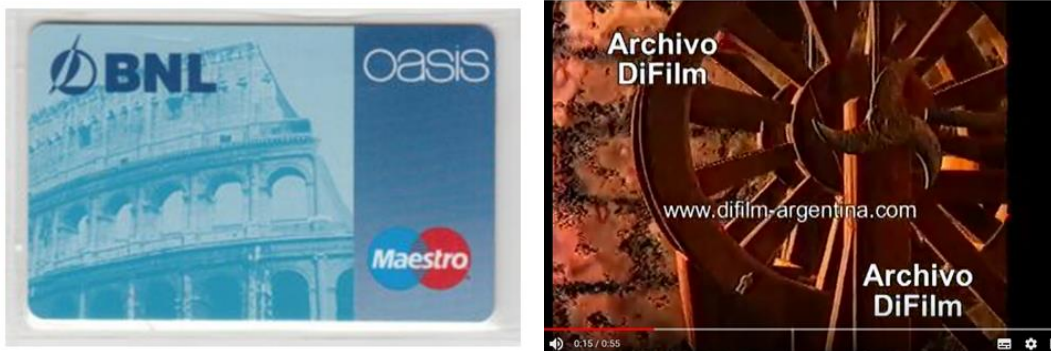 BNL
oasis
Maestro
Archivo
DiFilm
www.difilm-argentina.com
Archivo
DiFilm
0:15 / 0:55